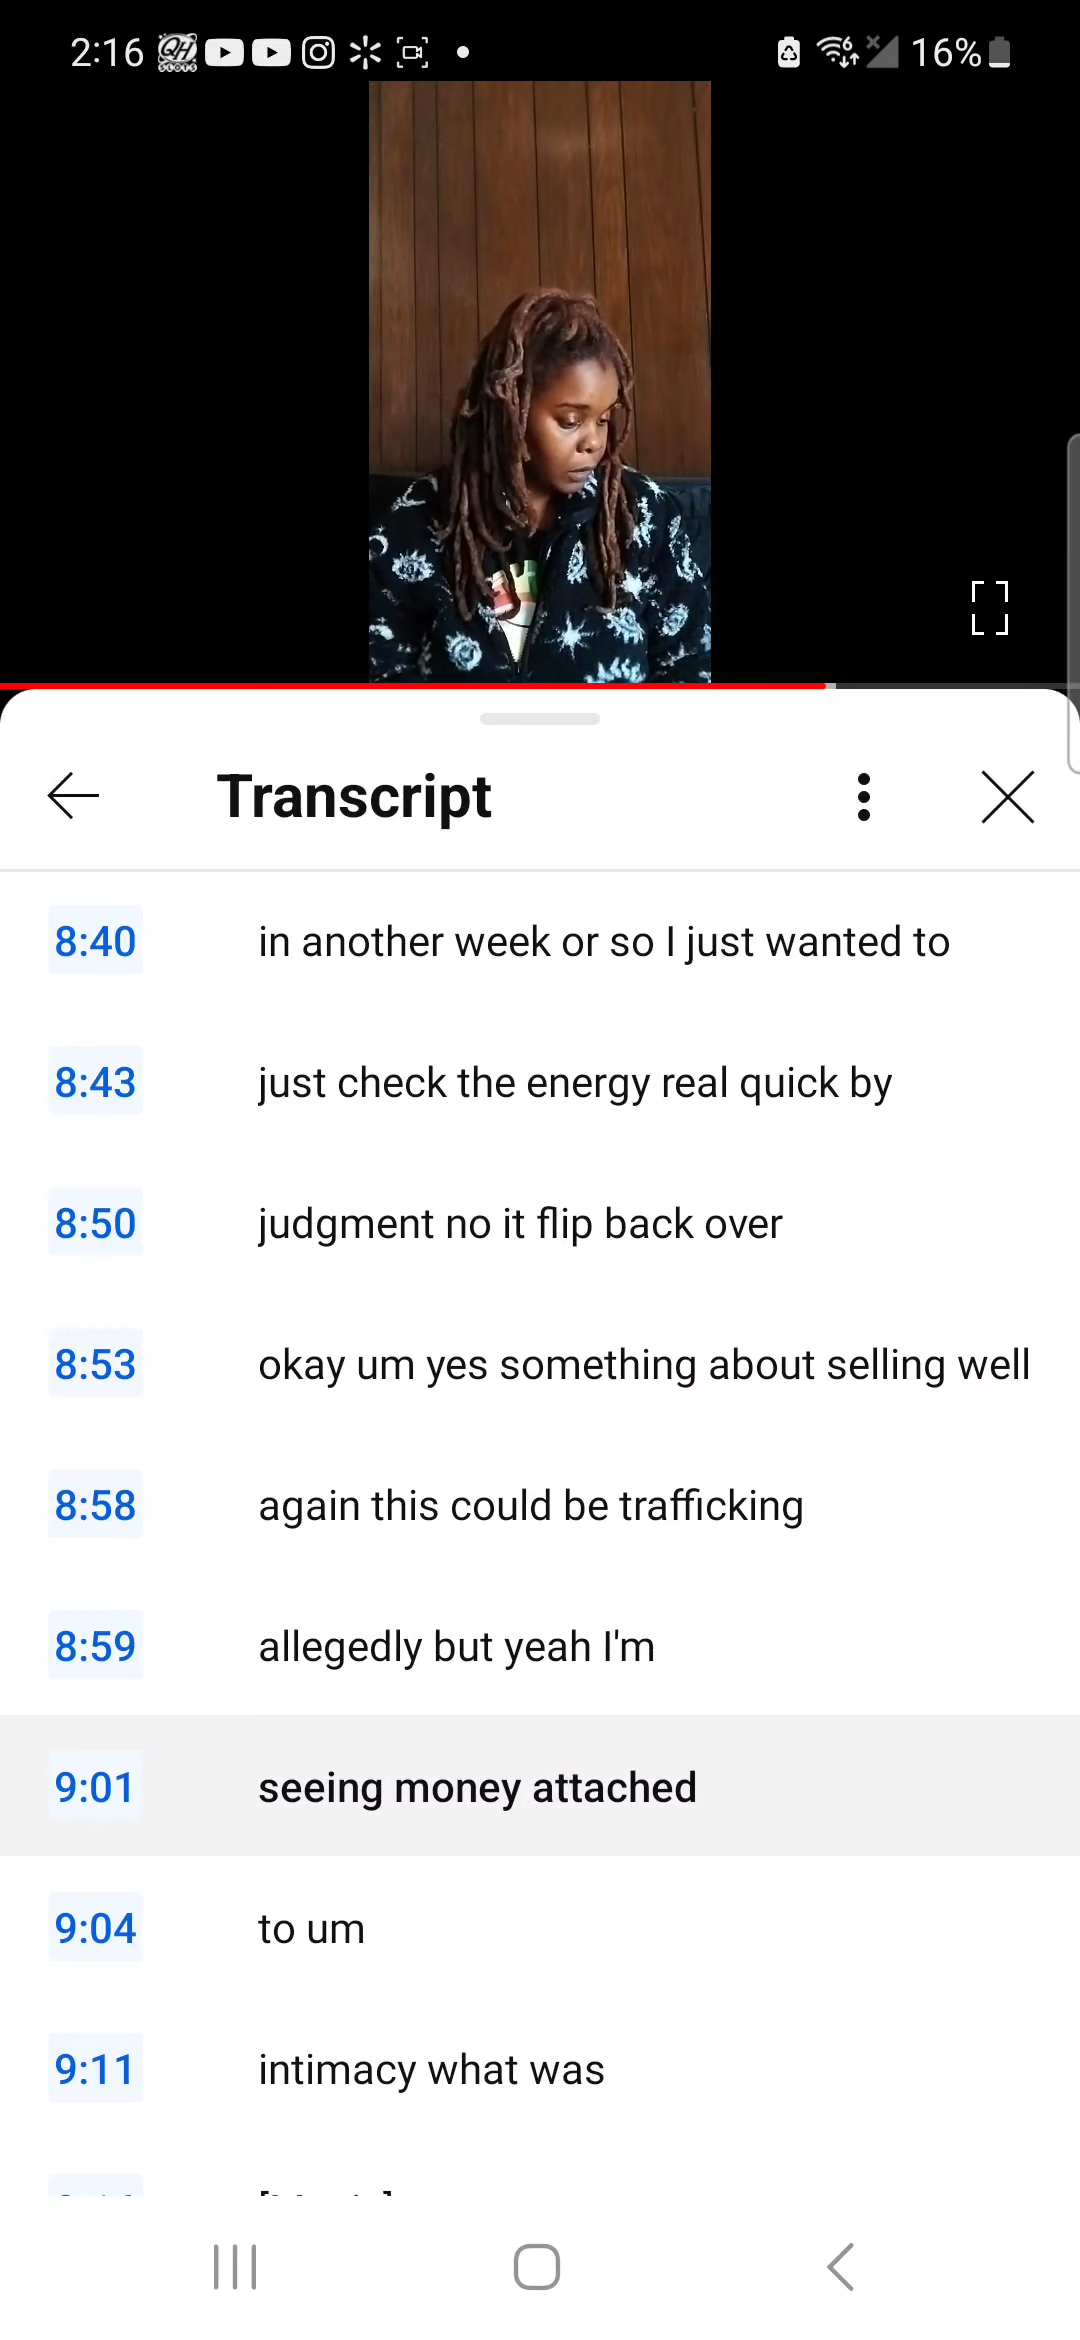 2:16
QH
SLOTS
6
16%
Transcript
8:40 in another week or so I just wanted to
8:43 just check the energy real quick by
8:50 judgment no it flip back over
8:53 okay um yes something about selling well
8:58 again this could be trafficking
8:59 allegedly but yeah I'm
9:01 seeing money attached
9:04 to um
9:11 intimacy what was